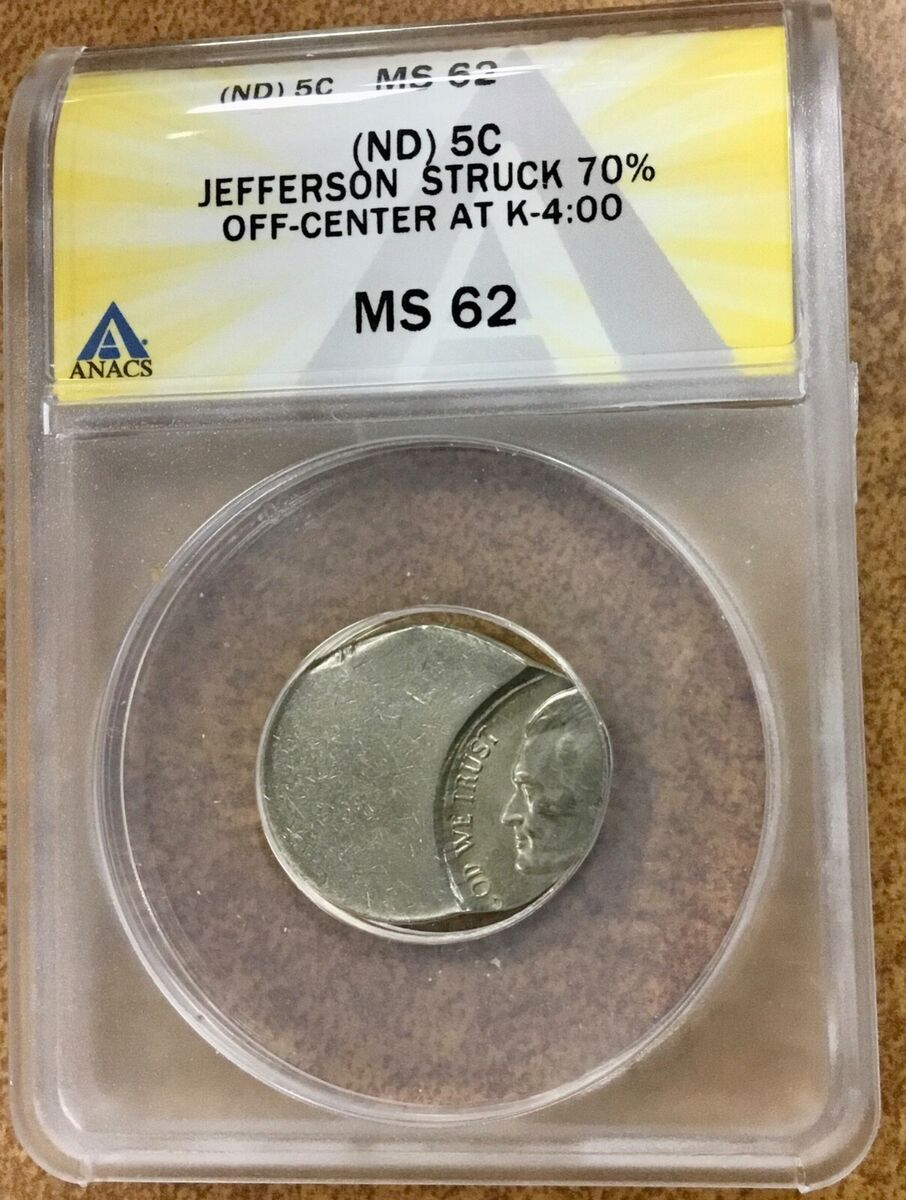 (ND) 5C MS 62
(ND) 5C
JEFFERSON STRUCK 70%
OFF-CENTER AT K-4:00
MS 62
ANACS
OD WE TRUST